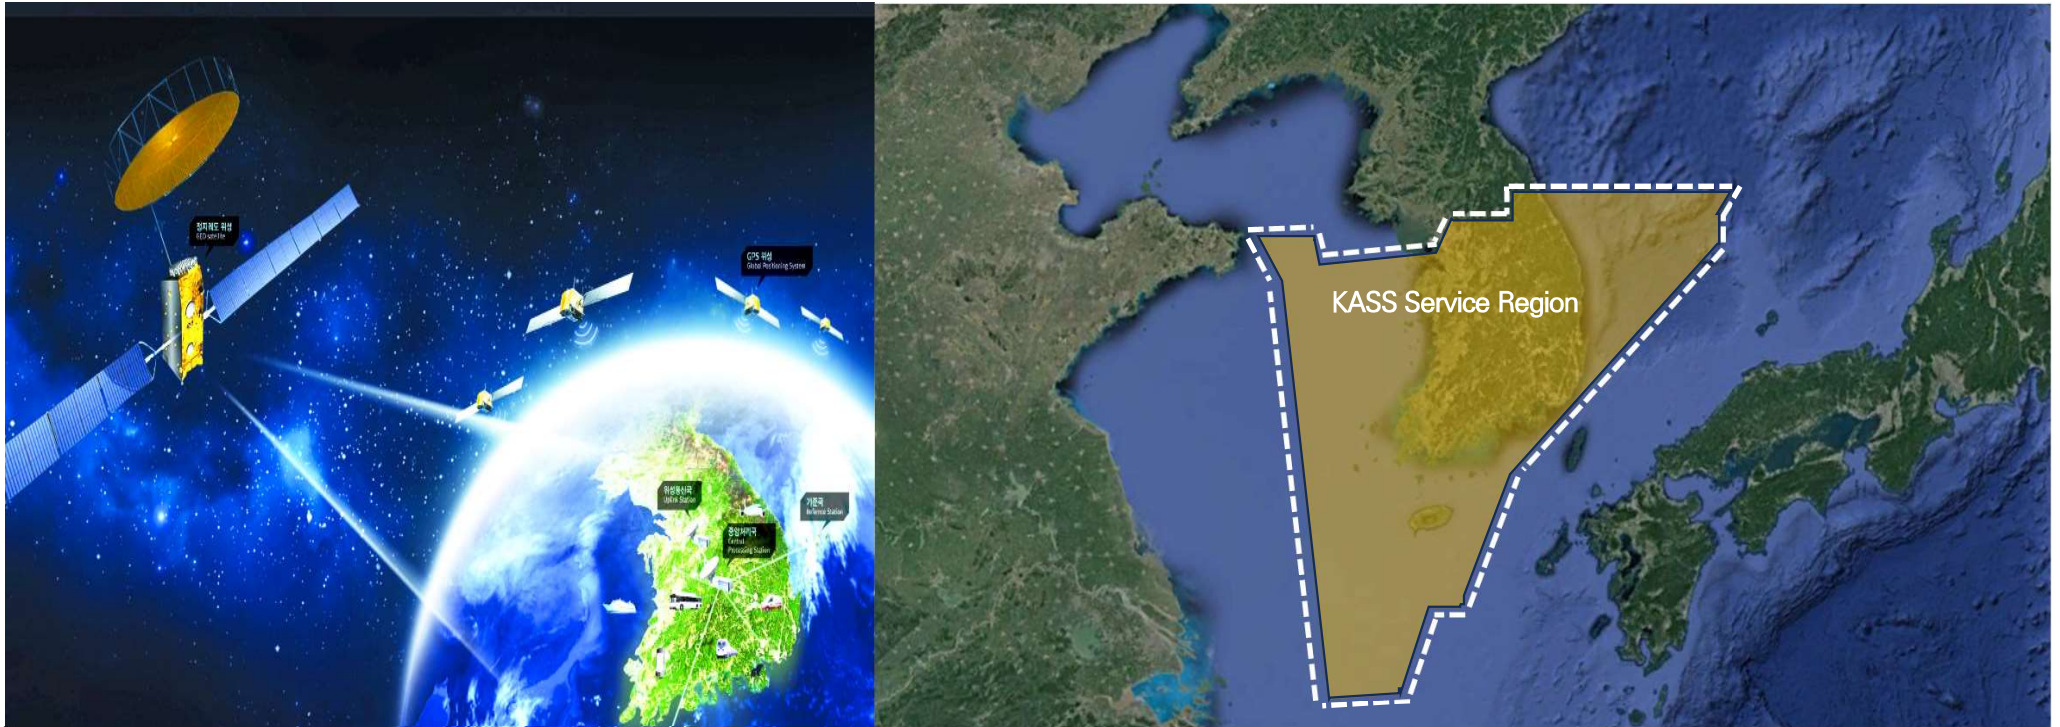 정지궤도 위성
GEO satellite
GPS 위성
Global Positioning System
위성통신국
Uplink Station
중앙처리국
Central
Processing Station
기준국
Reference Station
KASS Service Region